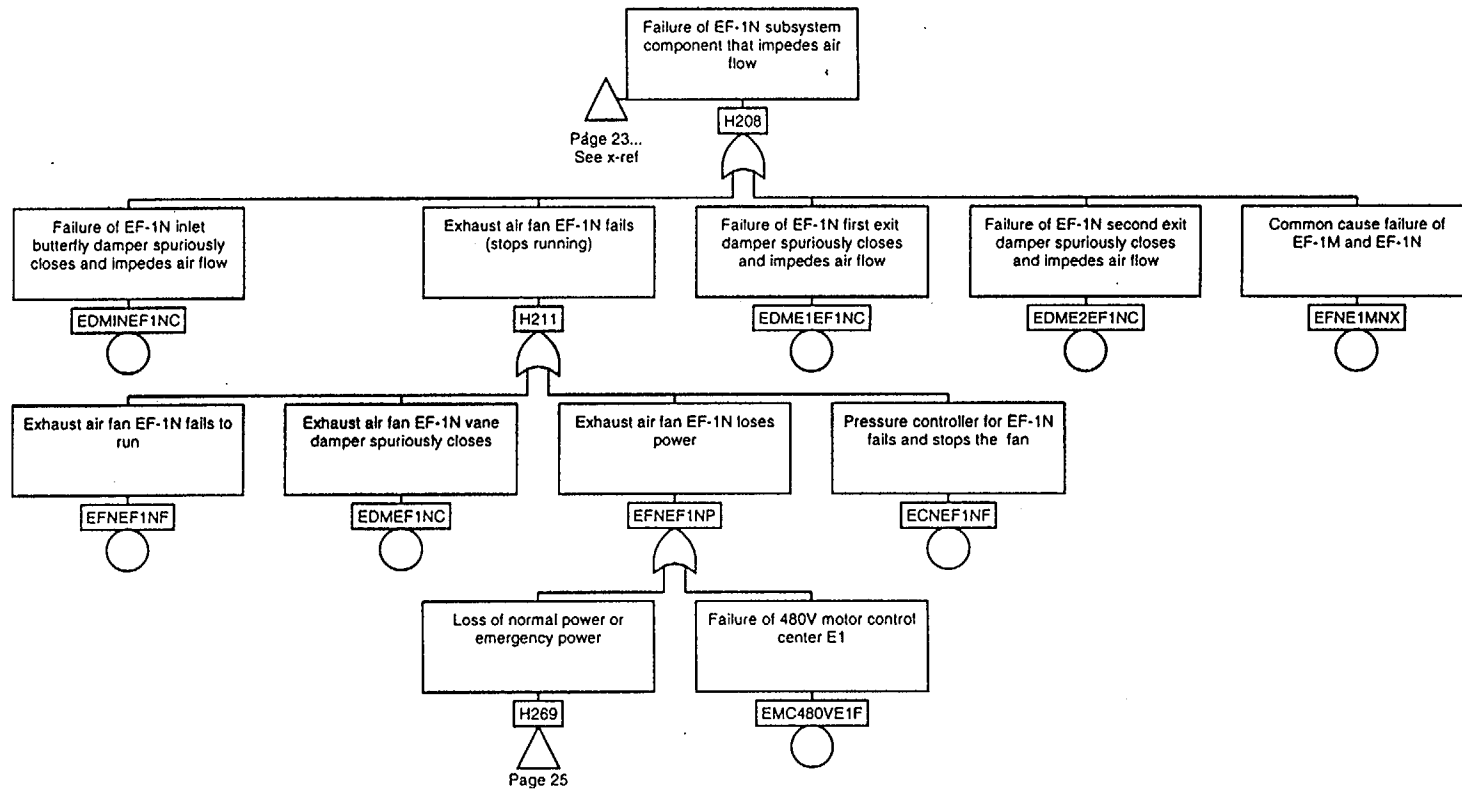 Failure of EF-1N subsystem
component that impedes air
flow
H208
Page 23...
See x-ref
Failure of EF-1N inlet
butterfly damper spuriously
closes and impedes air flow
EDMINEF1NC
Exhaust air fan EF-1N fails
(stops running)
H211
Failure of EF-1N first exit
damper spuriously closes
and impedes air flow
EDME1EF1NC
Failure of EF-1N second exit
damper spuriously closes
and impedes air flow
EDME2EF1NC
Common cause failure of
EF-1M and EF-1N
EFNE1MNX
Exhaust air fan EF-1N fails to
run
EFNEF1NF
Exhaust air fan EF-1N vane
damper spuriously closes
EDMEF1NC
Exhaust air fan EF-1N loses
power
EFNEF1NP
Pressure controller for EF-1N
fails and stops the fan
ECNEF1NF
Loss of normal power or
emergency power
H269
Page 25
Failure of 480V motor control
center E1
EMC480VE1F